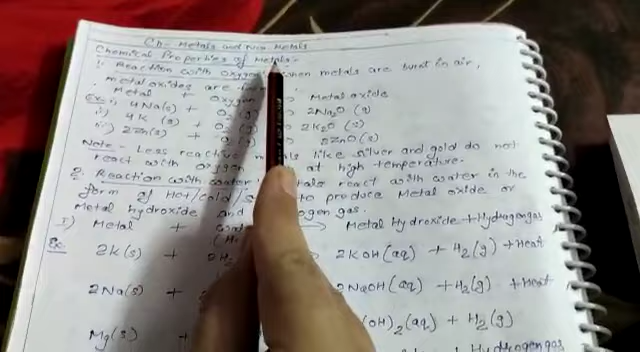 Ch:- Metals and Non Metals
Chemical Properties of Metals:-
1. Reaction with Oxygen when metals are burnt in air,
metal oxides are
Metal + Oxygen Metal oxide
Ex:- i) 4Na(s) + O₂ (g) 2Na₂O (s)
ii) 4K (s) + O₂ (g) 2K₂O (s)
iii) 2Zn(s) + O₂ (g) 2ZnO (s)
Note:- Less reactive metals like silver and gold do not
react with oxygen at high temperature.
2. Reaction with water react with water in the
form of Hot/cold/ to produce Metal oxide or
Metal hydroxide and gas.
I) Metal + Metal Hydroxide + Hydrogen gas
Ex:
2K(s) + 2KOH(aq) + H₂(g) + Heat
2Na(s) + 2NaOH(aq) + H₂(g) + Heat
Mg(s) + (OH)₂(aq) + H₂(g)
Hydrogen gas